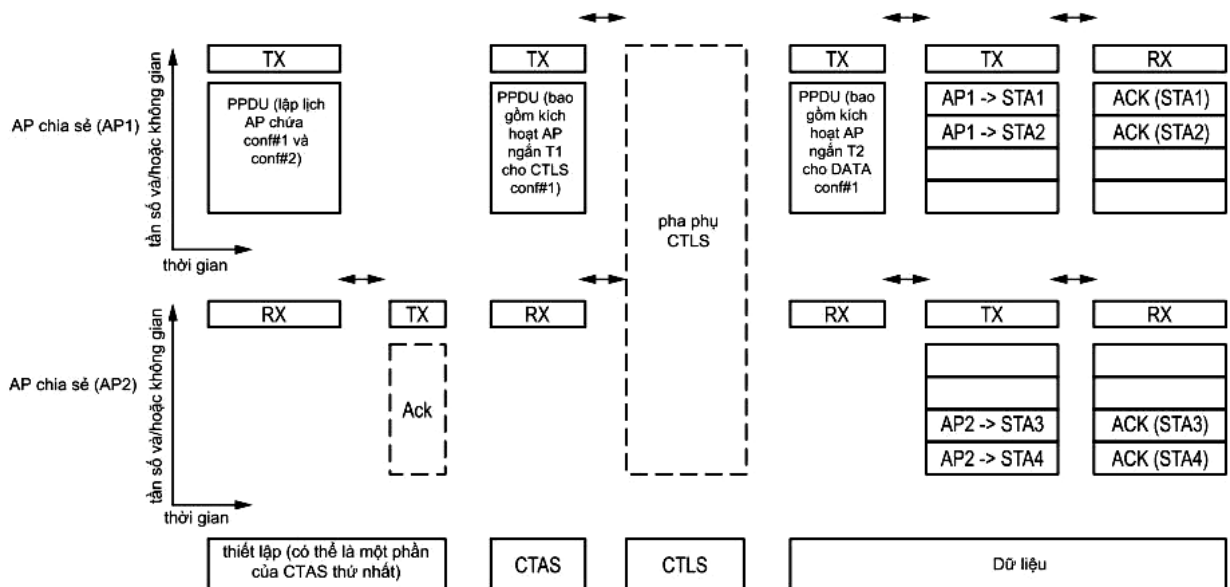 TX
TX
TX
TX
RX
PPDU (lập lịch
AP chứa
conf#1 và
conf#2)
PPDU (bao
gồm kích
hoạt AP
ngắn T1
cho CTLS
conf#1)
PPDU (bao
gồm kích
hoạt AP
ngắn T2
cho DATA
conf#1
AP1 -> STA1
AP1 -> STA2
ACK (STA1)
ACK (STA2)
AP chia sẻ (AP1)
tần số và/hoặc không gian
thời gian
pha phụ
CTLS
RX
TX
RX
RX
TX
RX
AP chia sẻ (AP2)
tần số và/hoặc không gian
thời gian
Ack
AP2 -> STA3
AP2 -> STA4
ACK (STA3)
ACK (STA4)
thiết lập (có thể là một phần
của CTAS thứ nhất)
CTAS
CTLS
Dữ liệu